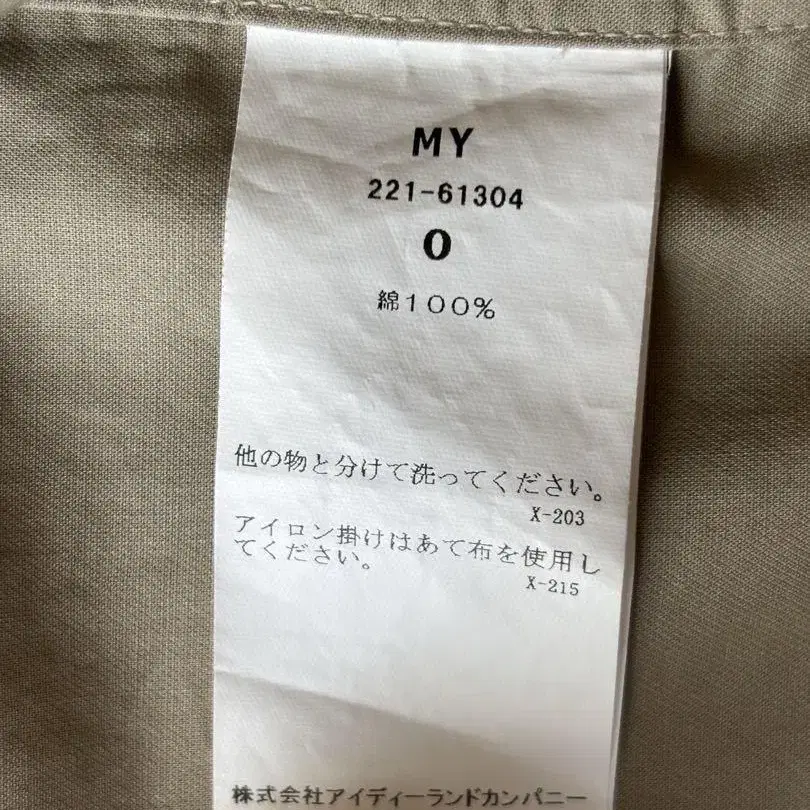 MY
221-61304
0
綿100%
他の物と分けて洗ってください。
X-203
アイロン掛けはあて布を使用し
てください。
X-215
株式会社アイディーランドカンパニー